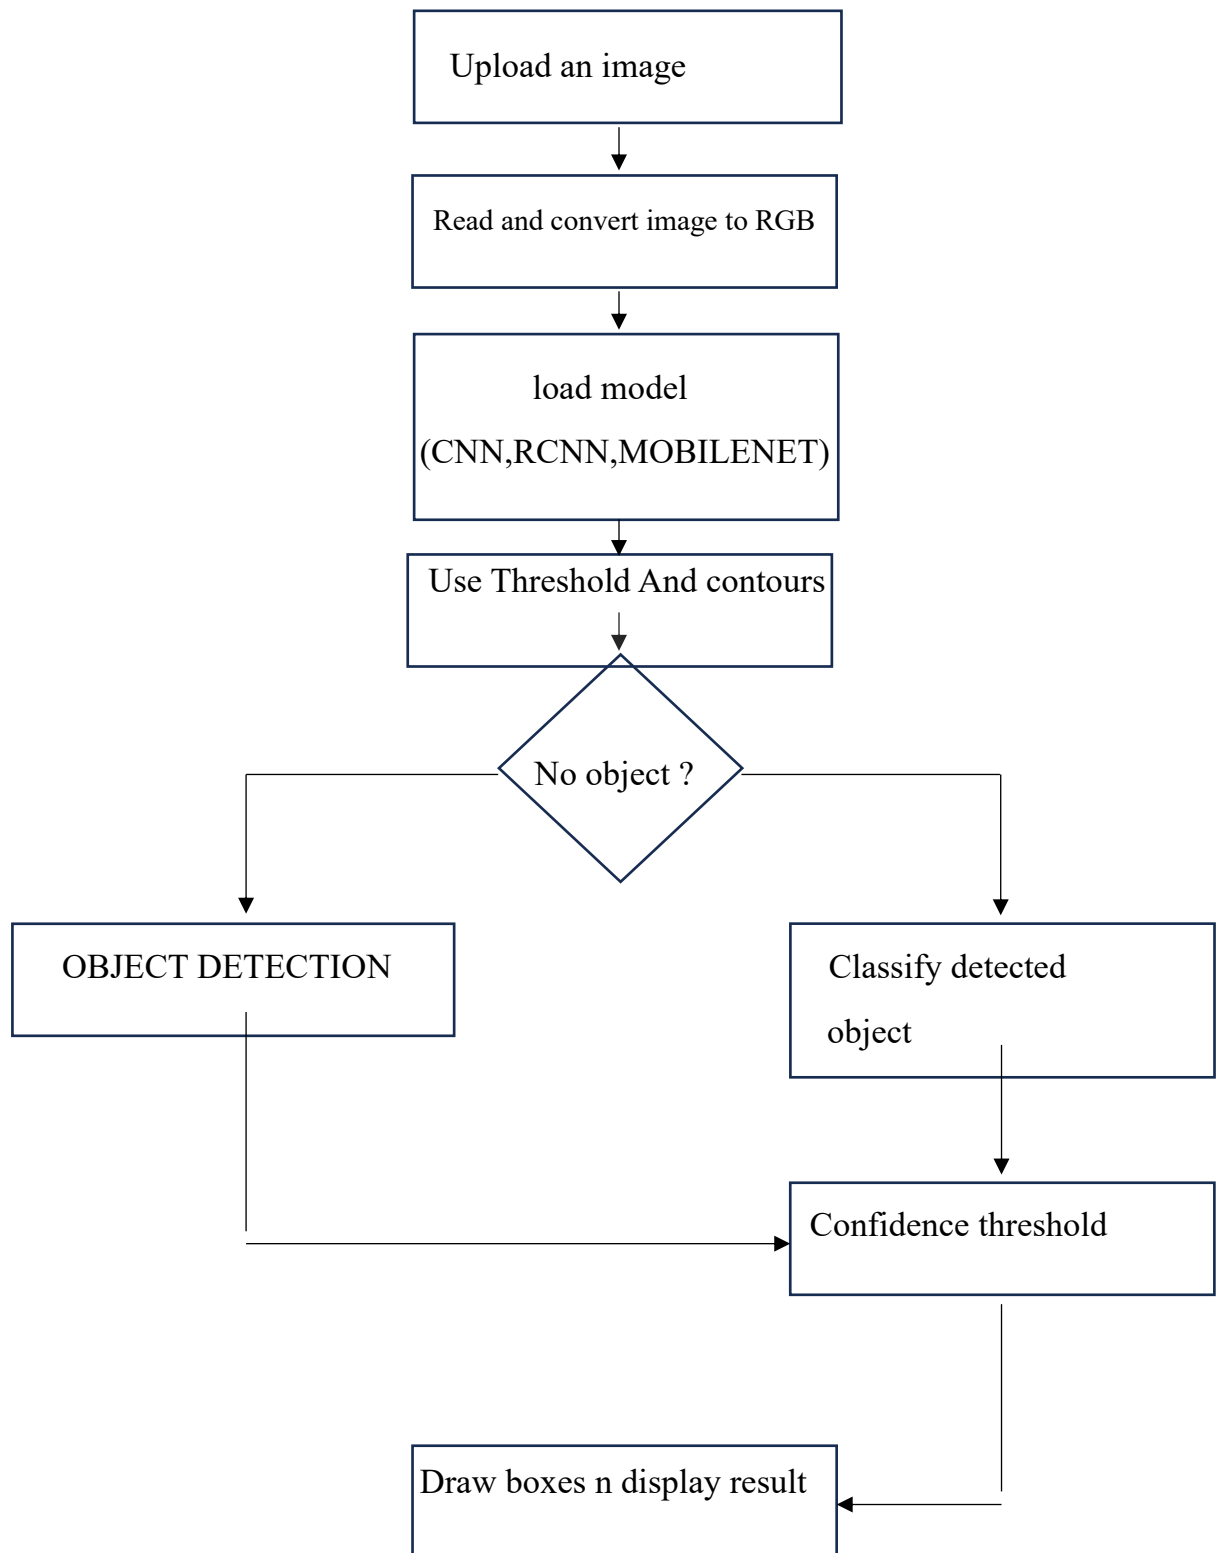 Upload an image
Read and convert image to RGB
load model
(CNN,RCNN,MOBILENET)
Use Threshold And contours
No object ?
OBJECT DETECTION
Classify detected
object
Confidence threshold
Draw boxes n display result